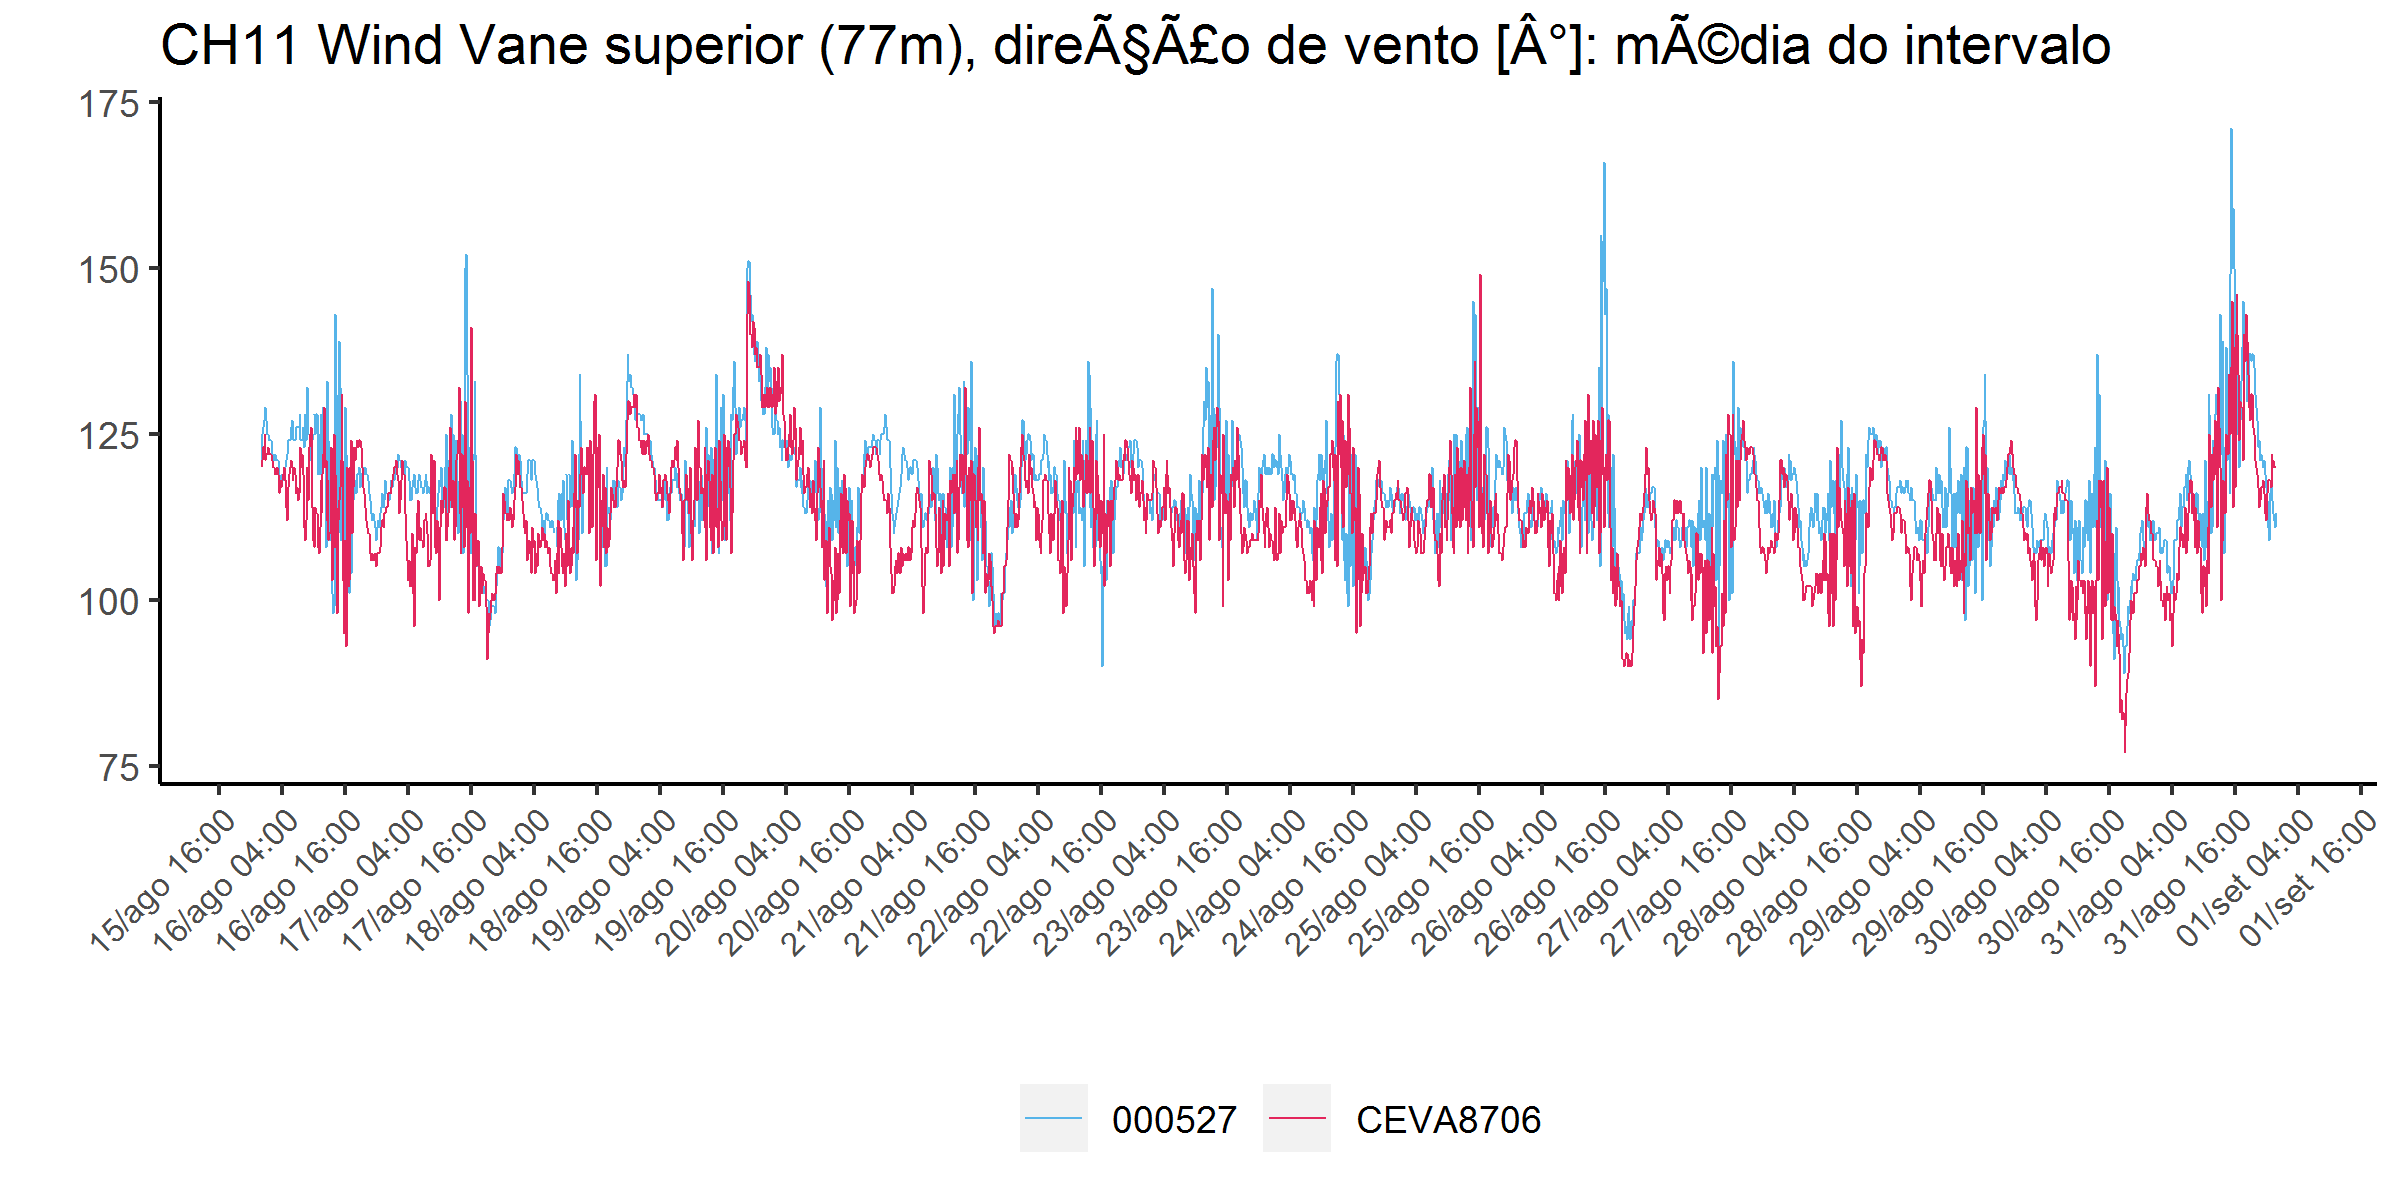 CH11 Wind Vane superior (77m), direÃ§Ã£o de vento [Â°]: mÃ©dia do intervalo
175
150
125
100
75
15/ago 16:00
16/ago 04:00
16/ago 16:00
17/ago 04:00
17/ago 16:00
18/ago 04:00
18/ago 16:00
19/ago 04:00
19/ago 16:00
20/ago 04:00
20/ago 16:00
21/ago 04:00
21/ago 16:00
22/ago 04:00
22/ago 16:00
23/ago 04:00
23/ago 16:00
24/ago 04:00
24/ago 16:00
25/ago 04:00
25/ago 16:00
26/ago 04:00
26/ago 16:00
27/ago 04:00
27/ago 16:00
28/ago 04:00
28/ago 16:00
29/ago 04:00
29/ago 16:00
30/ago 04:00
30/ago 16:00
31/ago 04:00
31/ago 16:00
01/set 04:00
01/set 16:00
000527
CEVA8706